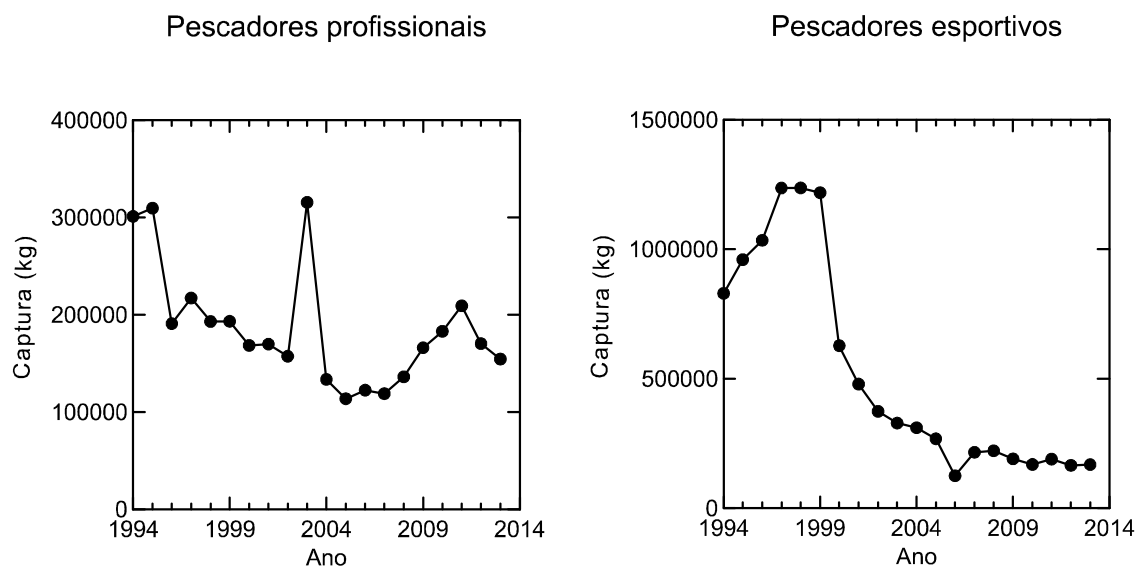 Pescadores profissionais
400000
300000
200000
100000
0
Captura (kg)
1994 1999 2004 2009 2014
Ano
Pescadores esportivos
1500000
1000000
500000
0
Captura (kg)
1994 1999 2004 2009 2014
Ano